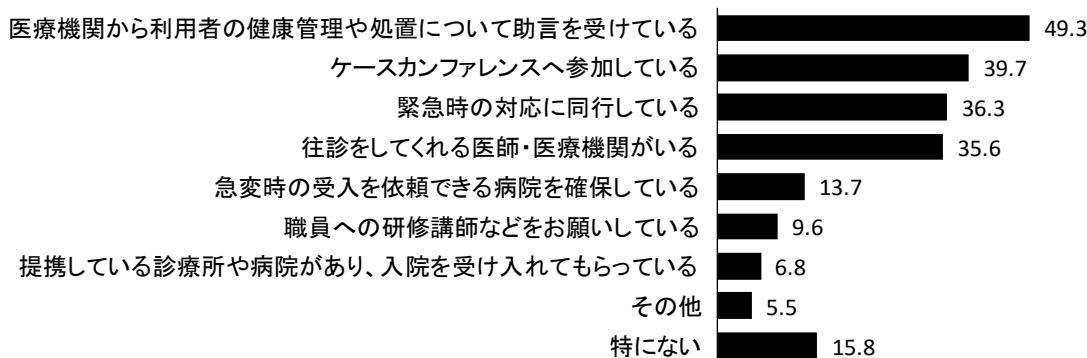 医療機関から利用者の健康管理や処置について助言を受けている 49.3
ケースカンファレンスへ参加している 39.7
緊急時の対応に同行している 36.3
往診をしてくれる医師・医療機関がいる 35.6
急変時の受入を依頼できる病院を確保している 13.7
職員への研修講師などをお願いしている 9.6
提携している診療所や病院があり、入院を受け入れてもらっている 6.8
その他 5.5
特にない 15.8